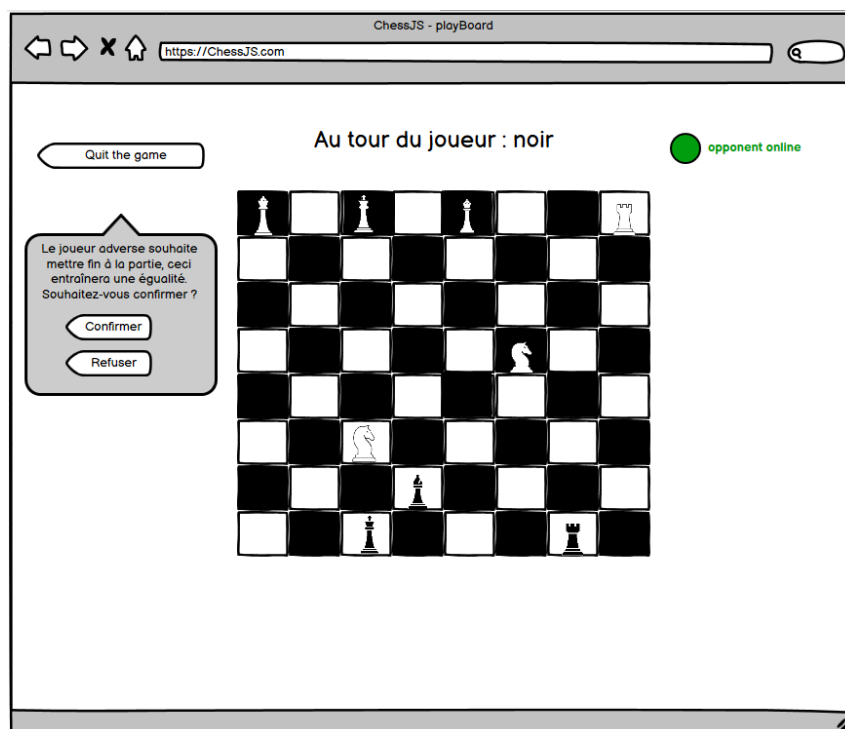 ChessJS - playBoard
https://ChessJS.com
Au tour du joueur : noir
Quit the game
opponent online
Le joueur adverse souhaite
mettre fin à la partie, ceci
entraînera une égualité.
Souhaitez-vous confirmer ?
Confirmer
Refuser